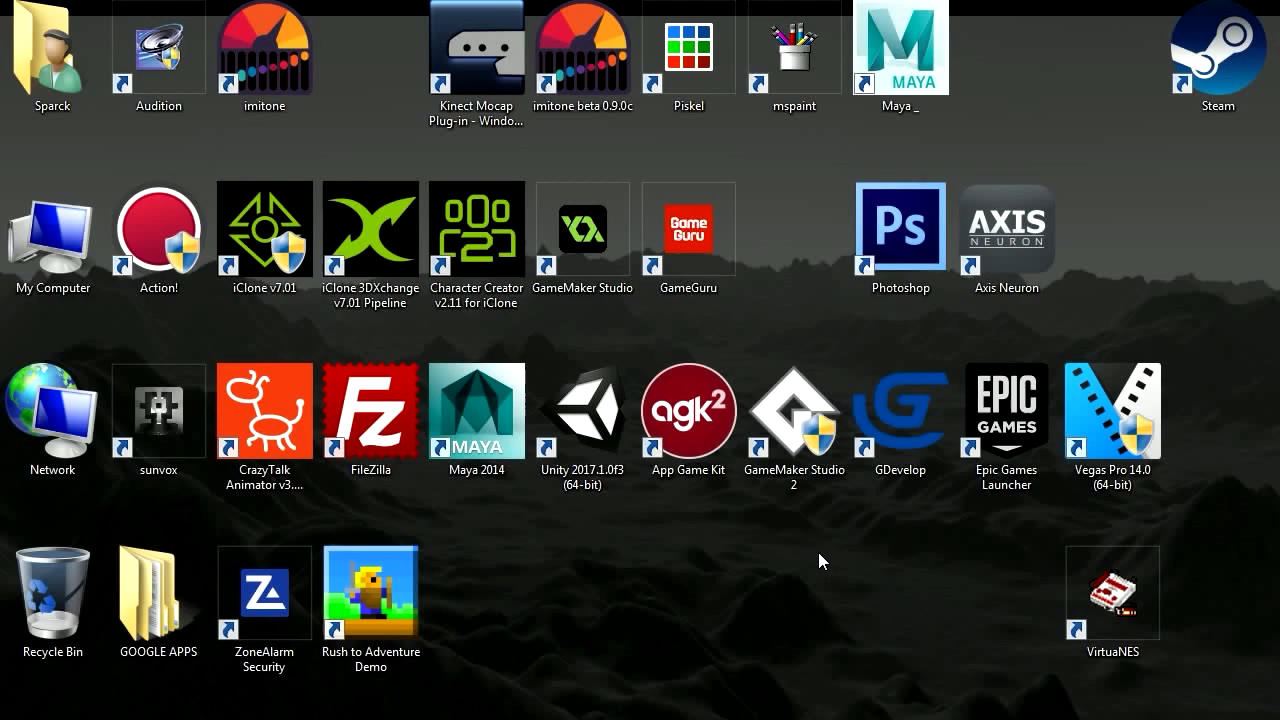 MAYA
Sparck
Audition
imitone
Kinect Mocap
Plug-in - Windo...
imitone beta 0.9.0c
Piskel
mspaint
Maya _
Steam
Game
Guru
Ps
AXIS
NEURON
My Computer
Action!
iClone v7.01
iClone 3DXchange
v7.01 Pipeline
Character Creator
v2.11 for iClone
GameMaker Studio
GameGuru
Photoshop
Axis Neuron
Fz
MAYA
agk2
G
EPIC
GAMES
Network
sunvox
CrazyTalk
Animator v3....
FileZilla
Maya 2014
Unity 2017.1.0f3
(64-bit)
App Game Kit
GameMaker Studio
2
GDevelop
Epic Games
Launcher
Vegas Pro 14.0
(64-bit)
Z
Recycle Bin
GOOGLE APPS
ZoneAlarm
Security
Rush to Adventure
Demo
VirtuaNES